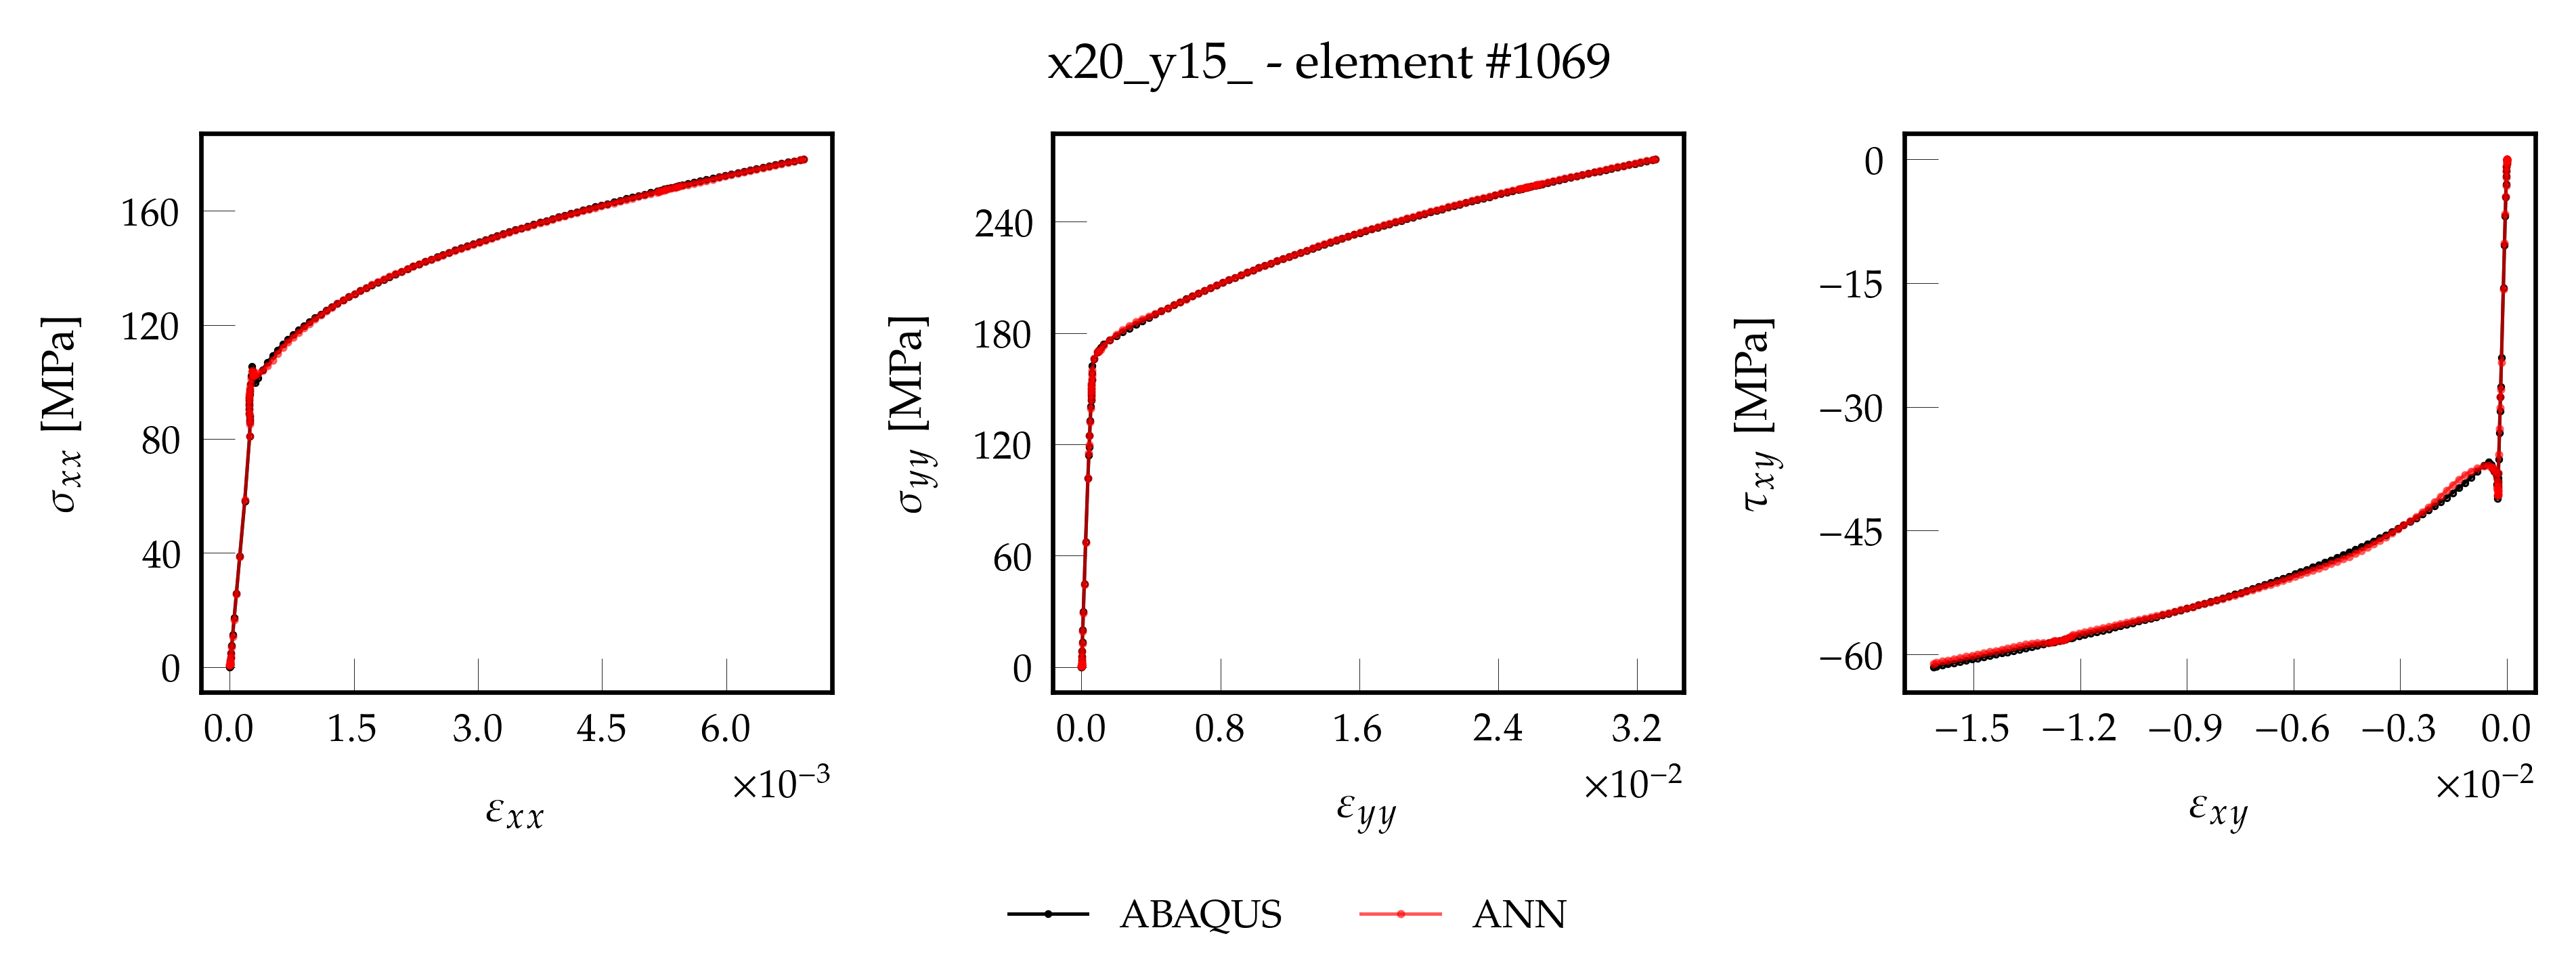 x20_y15_ - element #1069
σxx [MPa]
160
120
80
40
0
0.0 1.5 3.0 4.5 6.0
×10−3
εxx
σyy [MPa]
240
180
120
60
0
0.0 0.8 1.6 2.4 3.2
×10−2
εyy
τxy [MPa]
0
−15
−30
−45
−60
−1.5 −1.2 −0.9 −0.6 −0.3 0.0
×10−2
εxy
ABAQUS ANN